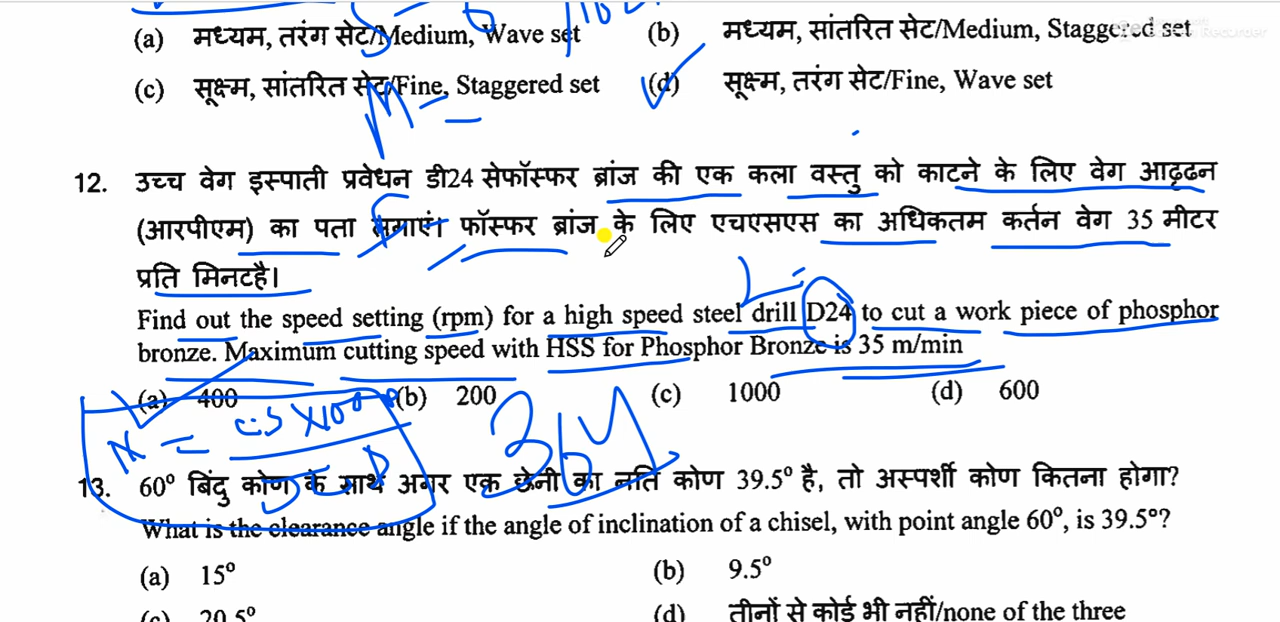 (a) मध्यम, तरंग सेट/Medium, Wave set (b) मध्यम, सांतरित सेट/Medium, Staggered set
(c) सूक्ष्म, सांतरित सेट/Fine, Staggered set (d) सूक्ष्म, तरंग सेट/Fine, Wave set
M =
12. उच्च वेग इस्पाती प्रवेधन डी24 सेफॉस्फर ब्रांज की एक कला वस्तु को काटने के लिए वेग आढ्ढन
(आरपीएम) का पता लगाएं। फॉस्फर ब्रांज के लिए एचएसएस का अधिकतम कर्तन वेग 35 मीटर
प्रति मिनटहै।
Find out the speed setting (rpm) for a high speed steel drill D24 to cut a work piece of phosphor
bronze. Maximum cutting speed with HSS for Phosphor Bronze is 35 m/min
(a) 400 (b) 200 (c) 1000 (d) 600
N = CS X1000
364
13. 60° बिंदु कोण के साथ अगर एक छेनी का नति कोण 39.5° है, तो अस्पर्शी कोण कितना होगा?
What is the clearance angle if the angle of inclination of a chisel, with point angle 60°, is 39.5°?
(a) 15° (b) 9.5°
(c) 20.5° (d) तीनों से कोई भी नहीं/none of the three